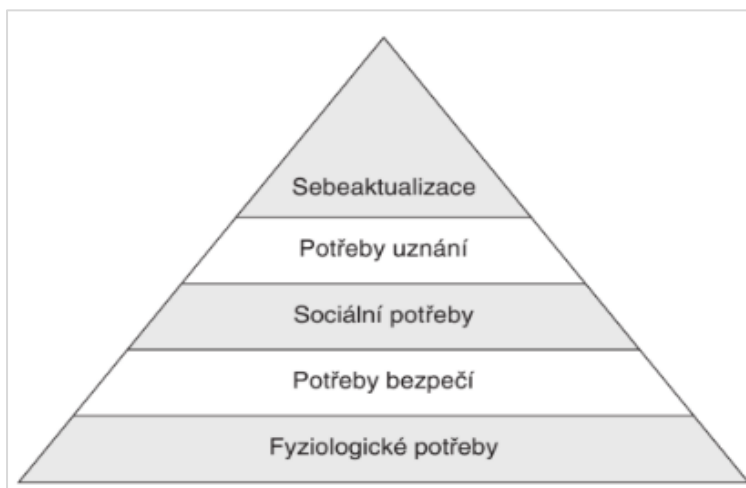 Sebeaktualizace
Potřeby uznání
Sociální potřeby
Potřeby bezpečí
Fyziologické potřeby